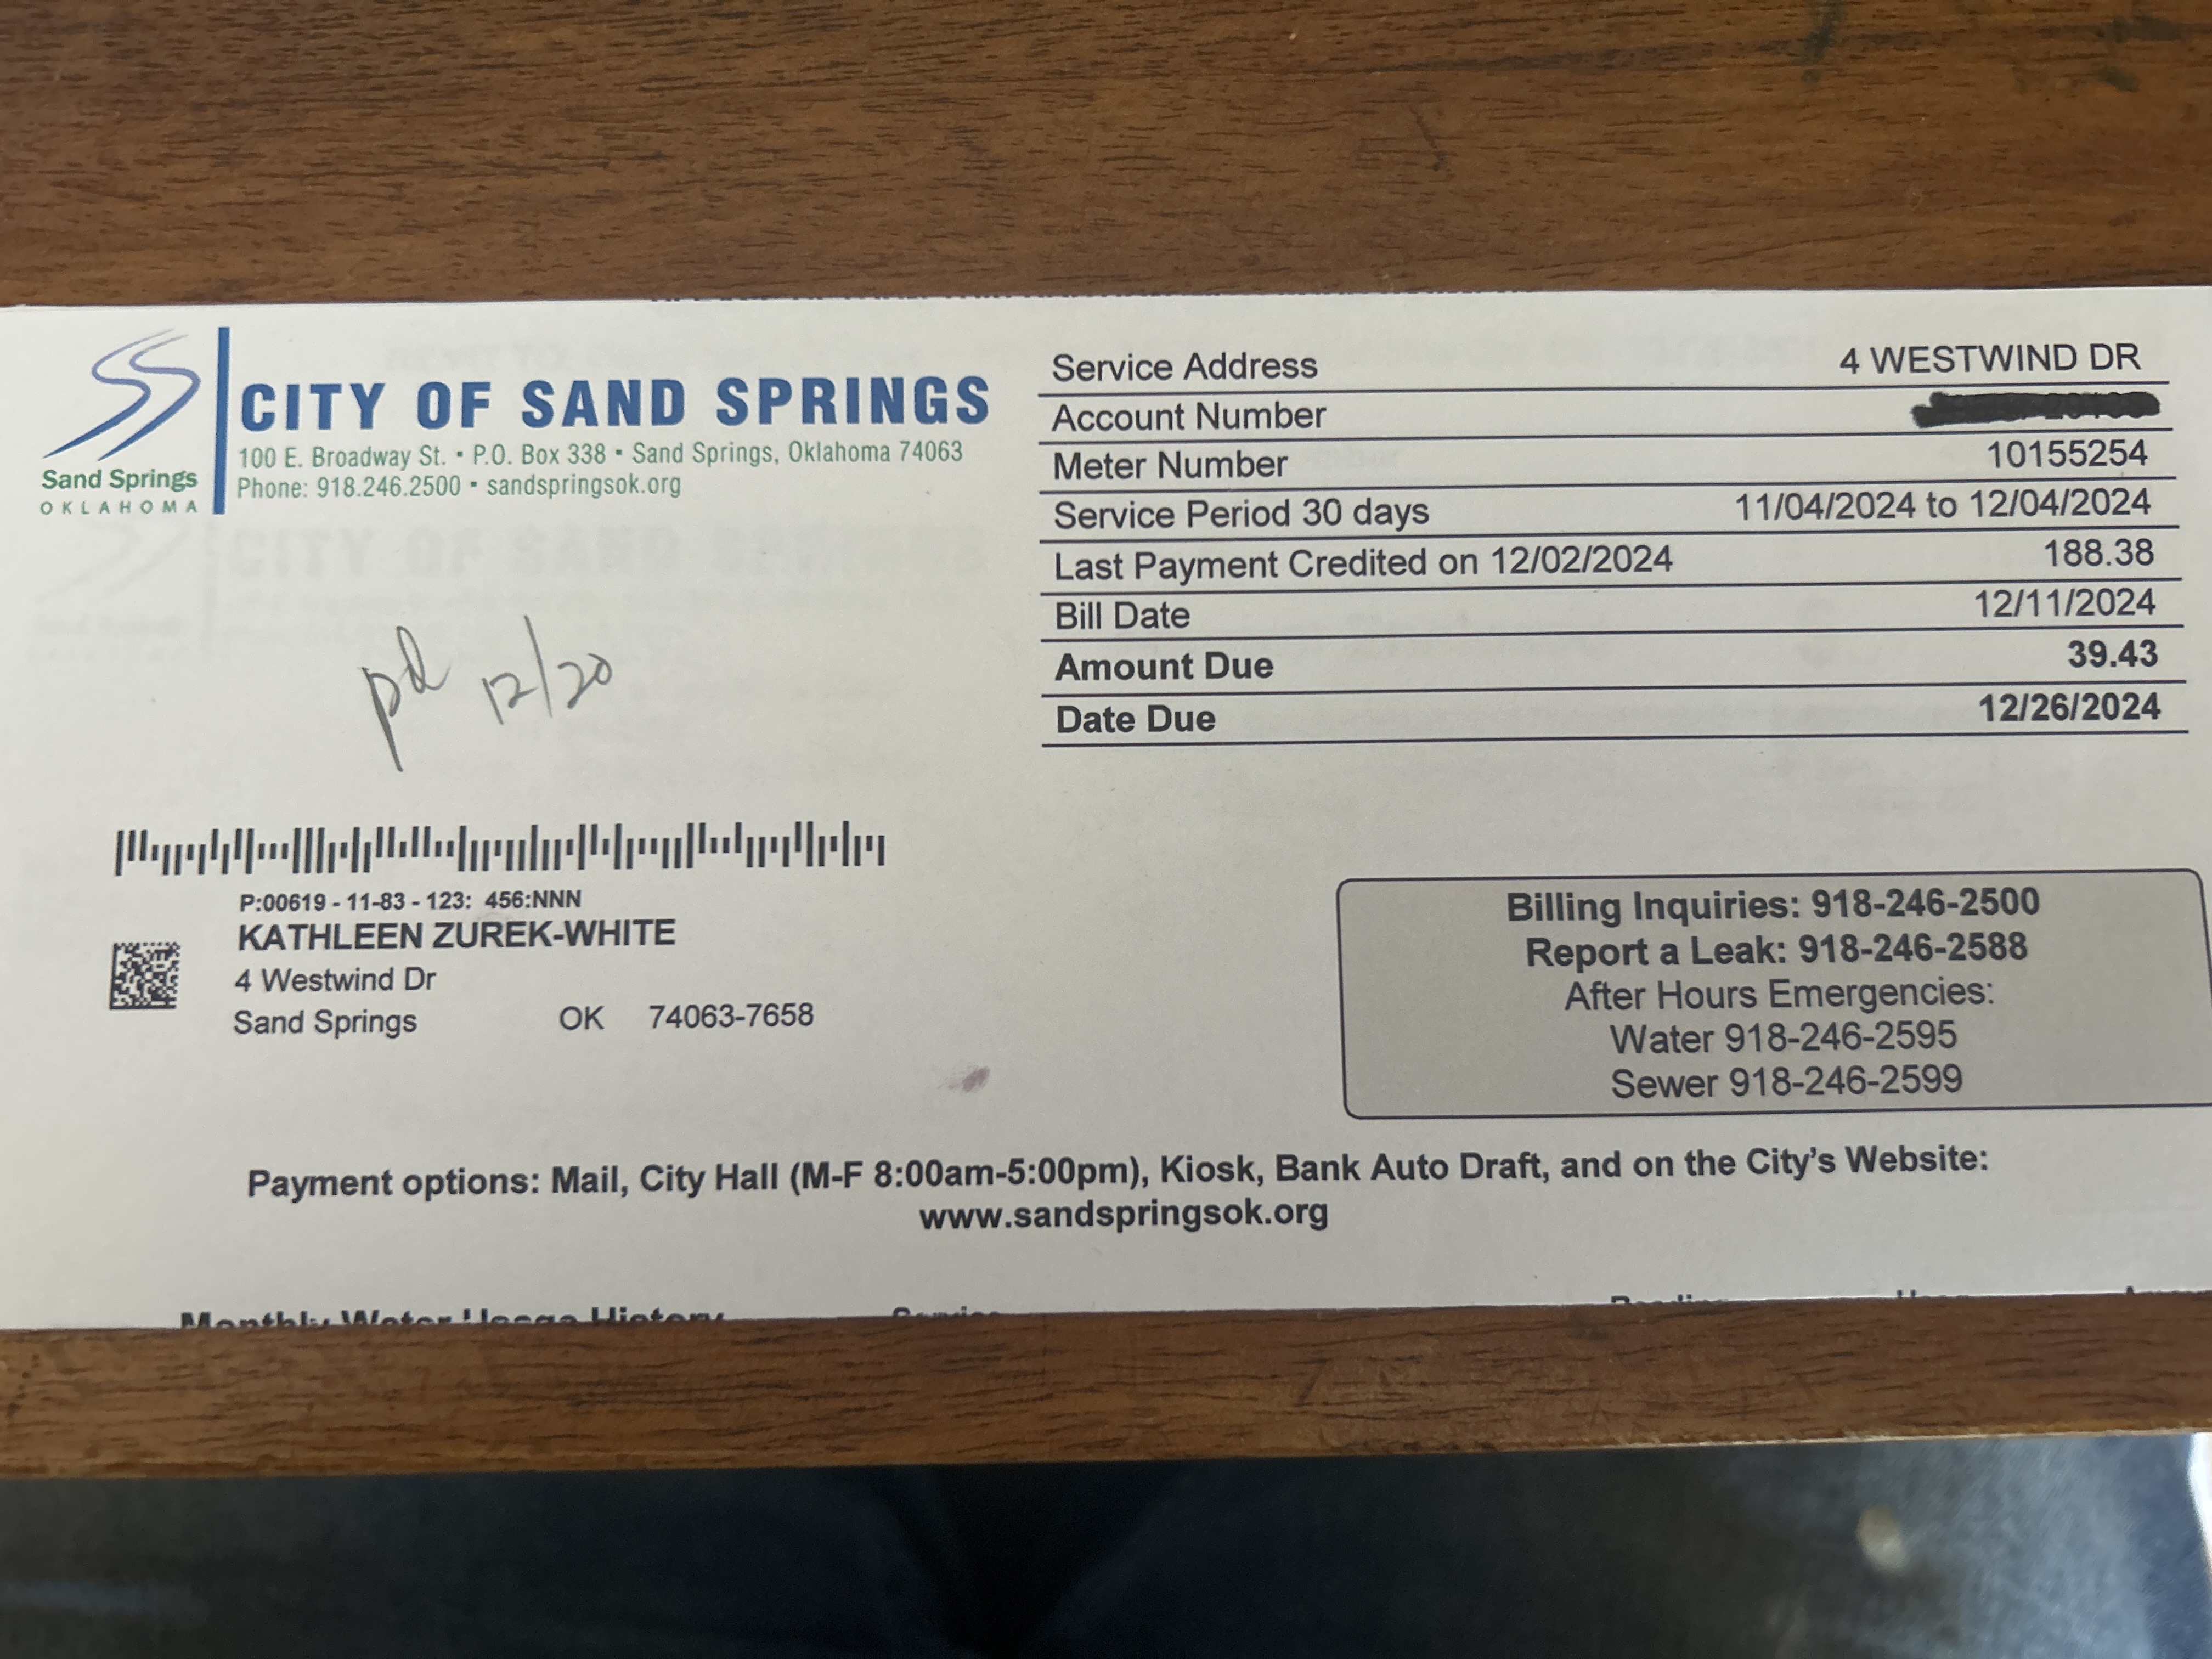 CITY OF SAND SPRINGS
Sand Springs
OKLAHOMA
100 E. Broadway St. • P.O. Box 338 • Sand Springs, Oklahoma 74063
Phone: 918.246.2500 • sandspringsok.org
Service Address 4 WESTWIND DR
Account Number
Meter Number 10155254
Service Period 30 days 11/04/2024 to 12/04/2024
Last Payment Credited on 12/02/2024 188.38
Bill Date 12/11/2024
Amount Due 39.43
Date Due 12/26/2024
pd 12/20
P:00619 - 11-83 - 123: 456:NNN
KATHLEEN ZUREK-WHITE
4 Westwind Dr
Sand Springs OK 74063-7658
Billing Inquiries: 918-246-2500
Report a Leak: 918-246-2588
After Hours Emergencies:
Water 918-246-2595
Sewer 918-246-2599
Payment options: Mail, City Hall (M-F 8:00am-5:00pm), Kiosk, Bank Auto Draft, and on the City's Website:
www.sandspringsok.org
Monthly Water Usage History